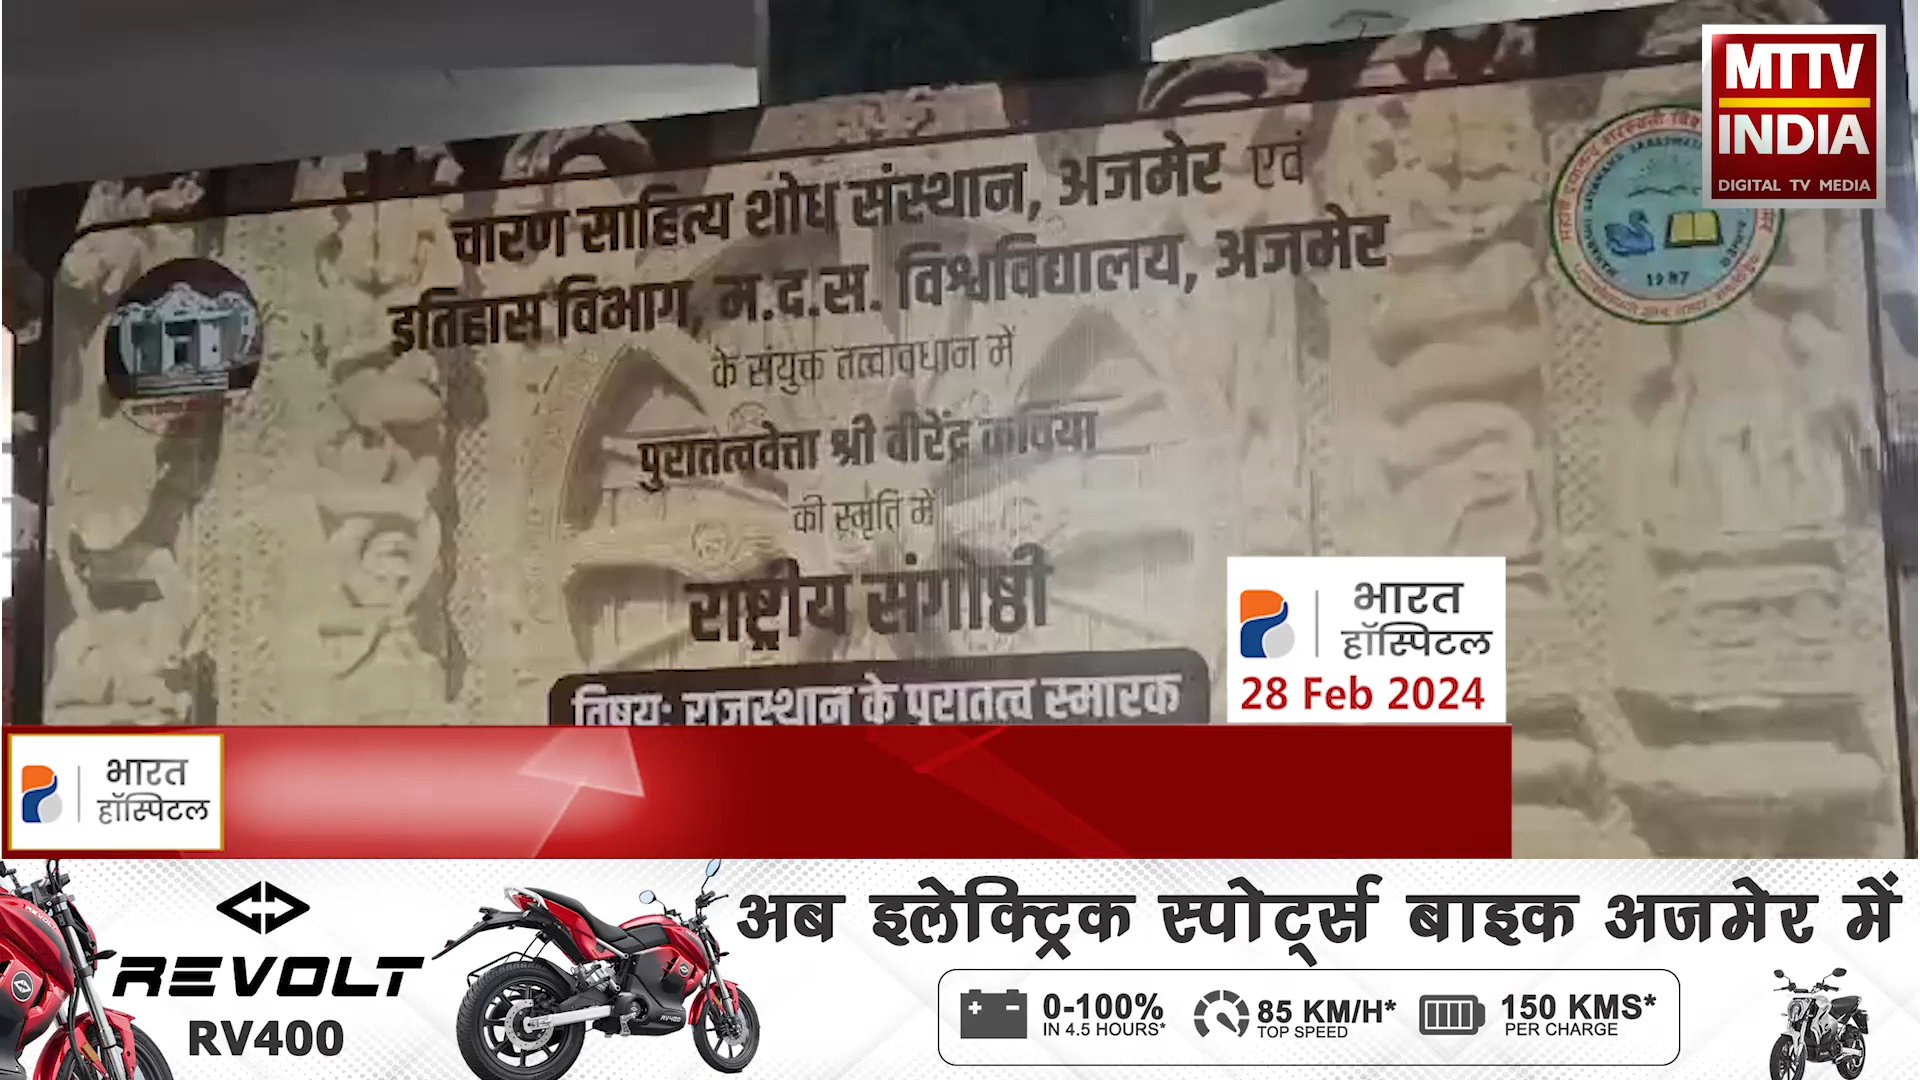 MTTV
INDIA
DIGITAL TV MEDIA
चारण साहित्य शोध संस्थान, अजमेर एवं
इतिहास विभाग, म.द.स. विश्वविद्यालय, अजमेर
के संयुक्त तत्वावधान में
पुरातत्ववेत्ता श्री वीरेंद्र कविया
की स्मृति में
राष्ट्रीय संगोष्ठी
विषय: राजस्थान के पुरातत्व स्मारक
1987
भारत
हॉस्पिटल
28 Feb 2024
भारत
हॉस्पिटल
REVOLT
RV400
अब इलेक्ट्रिक स्पोर्ट्स बाइक अजमेर में
0-100%
IN 4.5 HOURS*
85 KM/H*
TOP SPEED
150 KMS*
PER CHARGE